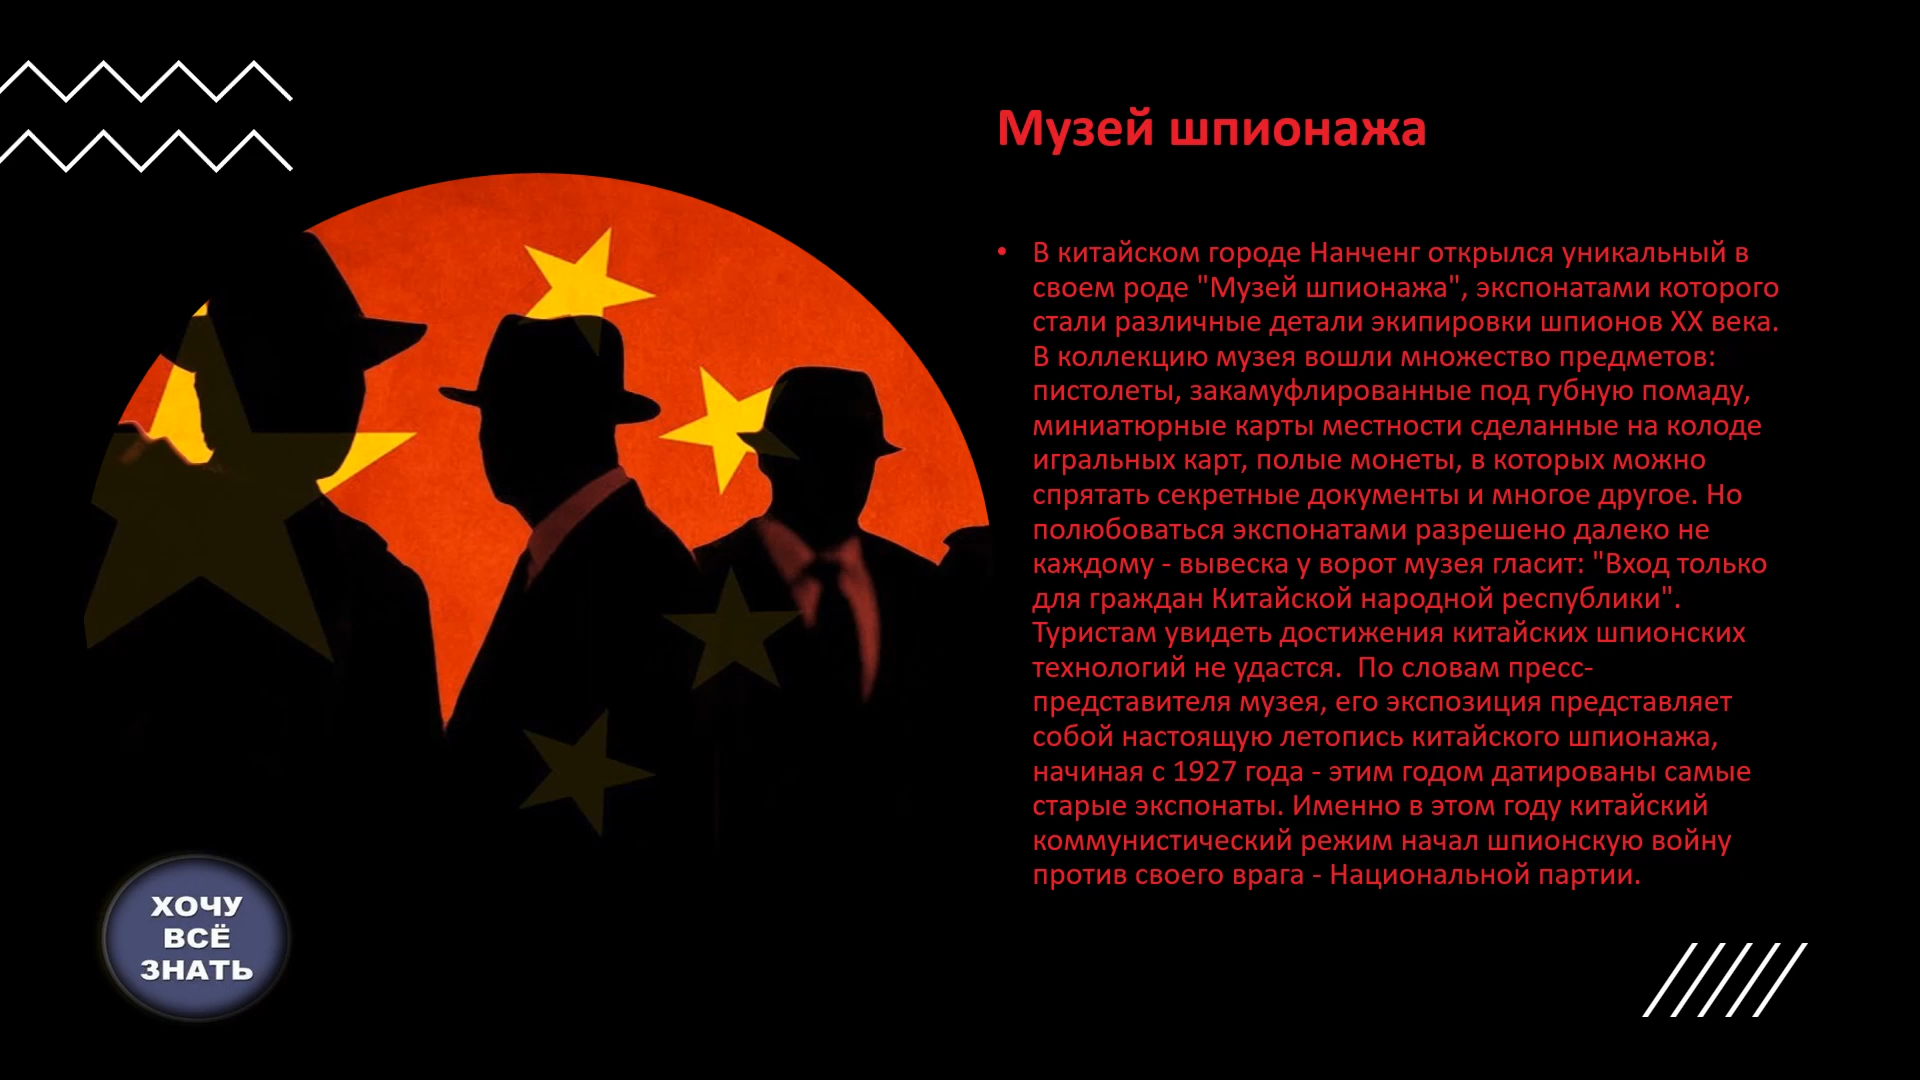 Музей шпионажа
• В китайском городе Нанченг открылся уникальный в
своем роде "Музей шпионажа", экспонатами которого
стали различные детали экипировки шпионов XX века.
В коллекцию музея вошли множество предметов:
пистолеты, закамуфлированные под губную помаду,
миниатюрные карты местности сделанные на колоде
игральных карт, полые монеты, в которых можно
спрятать секретные документы и многое другое. Но
полюбоваться экспонатами разрешено далеко не
каждому - вывеска у ворот музея гласит: "Вход только
для граждан Китайской народной республики".
Туристам увидеть достижения китайских шпионских
технологий не удастся.  По словам пресс-
представителя музея, его экспозиция представляет
собой настоящую летопись китайского шпионажа,
начиная с 1927 года - этим годом датированы самые
старые экспонаты. Именно в этом году китайский
коммунистический режим начал шпионскую войну
против своего врага - Национальной партии.
ХОЧУ
ВСЁ
ЗНАТЬ